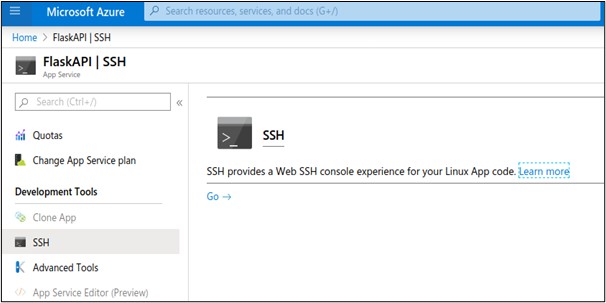 Microsoft Azure
Search resources, services, and docs (G+/)
Home > FlaskAPI | SSH
FlaskAPI | SSH
App Service
Search (Ctrl+/)
Quotas
Change App Service plan
Development Tools
Clone App
SSH
Advanced Tools
App Service Editor (Preview)
SSH
SSH provides a Web SSH console experience for your Linux App code. Learn more
Go →